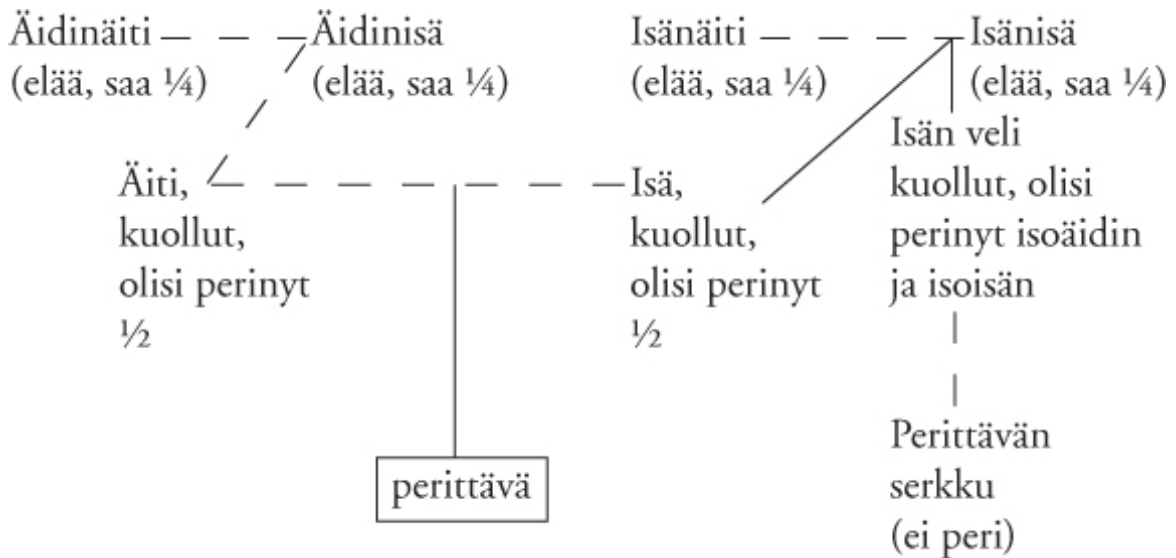 Äidinäiti
(elää, saa ¼)
Äidinisä
(elää, saa ¼)
Isänäiti
(elää, saa ¼)
Isänisä
(elää, saa ¼)
Äiti,
kuollut,
olisi perinyt
½
Isä,
kuollut,
olisi perinyt
½
Isän veli
kuollut, olisi
perinyt isoäidin
ja isoisän
perittävä
Perittävän
serkku
(ei peri)